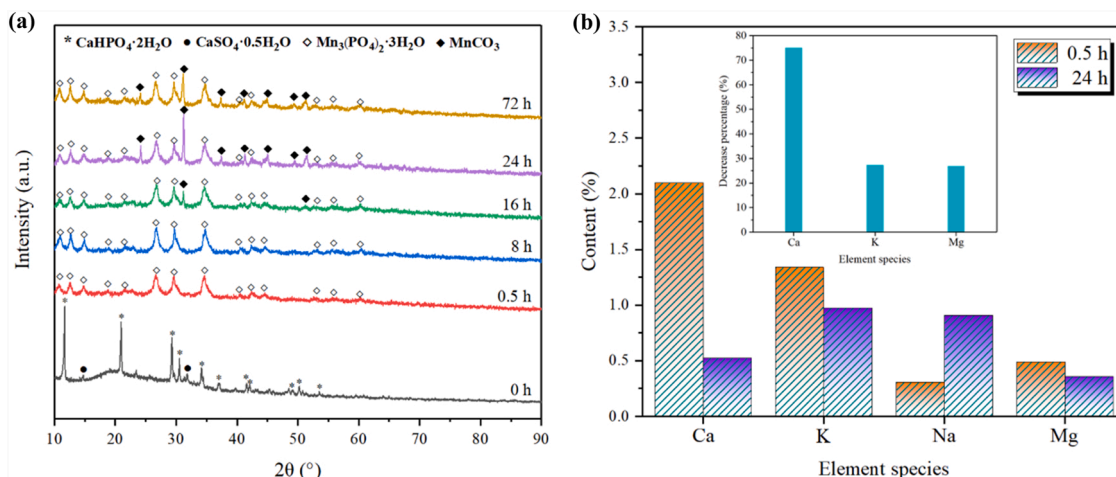 (a)
* CaHPO₄·2H₂O ● CaSO₄·0.5H₂O ◇ Mn₃(PO₄)₂·3H₂O ◆ MnCO₃
72 h
24 h
16 h
8 h
0.5 h
0 h
Intensity (a.u.)
10 20 30 40 50 60 70 80 90
2θ (°)
(b)
3.5
3.0
2.5
2.0
1.5
1.0
0.5
0.0
Content (%)
Ca K Na Mg
Element species
0.5 h
24 h
80
70
60
50
40
30
20
10
0
Decrease percentage (%)
Ca K Mg
Element species